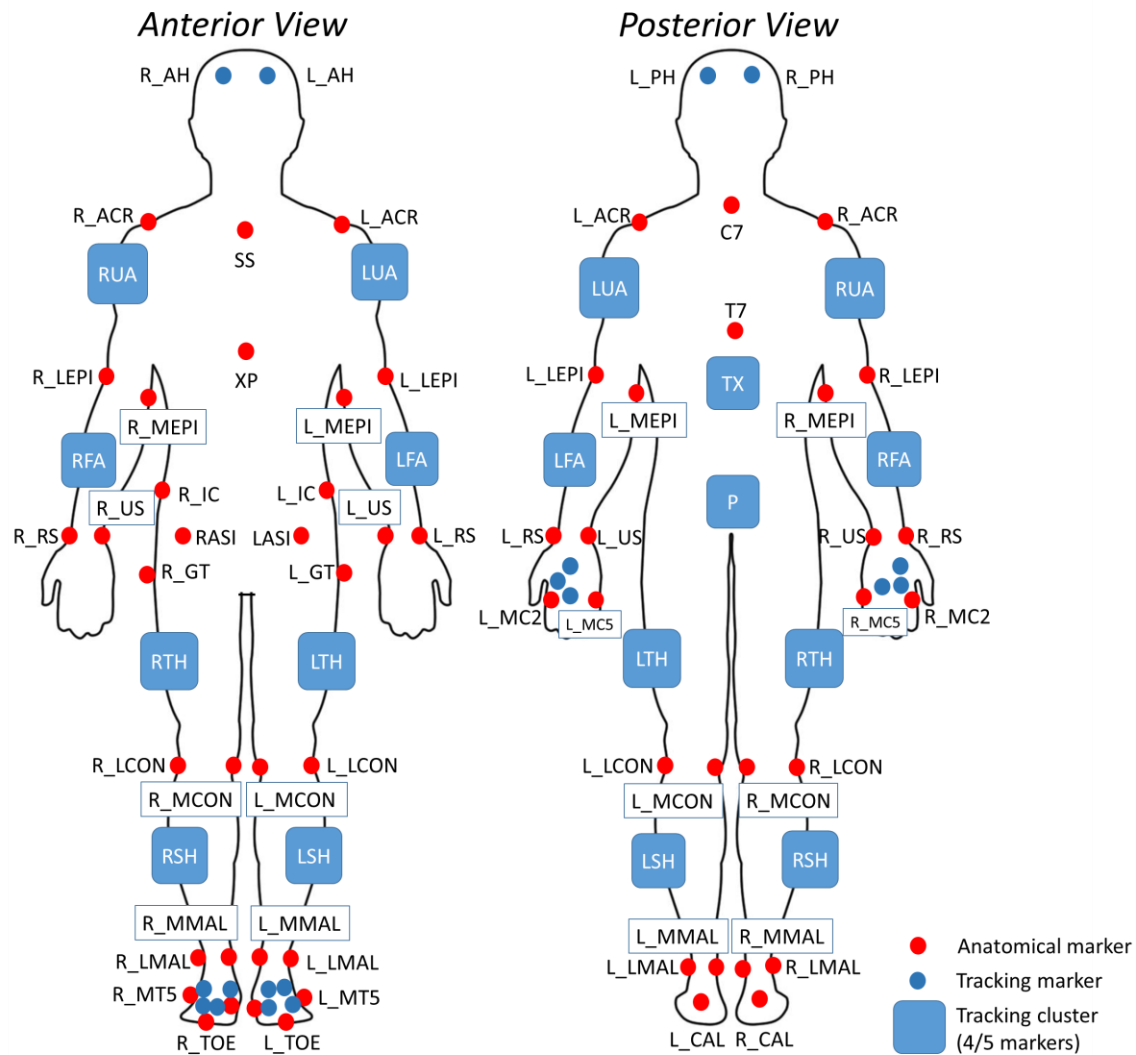 Anterior View
Posterior View
R_AH
L_AH
L_PH
R_PH
R_ACR
L_ACR
L_ACR
R_ACR
SS
C7
RUA
LUA
LUA
RUA
T7
XP
R_LEPI
L_LEPI
L_LEPI
R_LEPI
TX
R_MEPI
L_MEPI
L_MEPI
R_MEPI
RFA
LFA
LFA
RFA
R_IC
L_IC
P
R_US
L_US
R_RS
RASI
LASI
L_RS
L_RS
L_US
R_US
R_RS
R_GT
L_GT
L_MC2
L_MC5
R_MC5
R_MC2
RTH
LTH
LTH
RTH
R_LCON
L_LCON
L_LCON
R_LCON
R_MCON
L_MCON
L_MCON
R_MCON
RSH
LSH
LSH
RSH
R_MMAL
L_MMAL
L_MMAL
R_MMAL
R_LMAL
L_LMAL
L_LMAL
R_LMAL
R_MT5
L_MT5
R_TOE
L_TOE
L_CAL
R_CAL
Anatomical marker
Tracking marker
Tracking cluster
(4/5 markers)